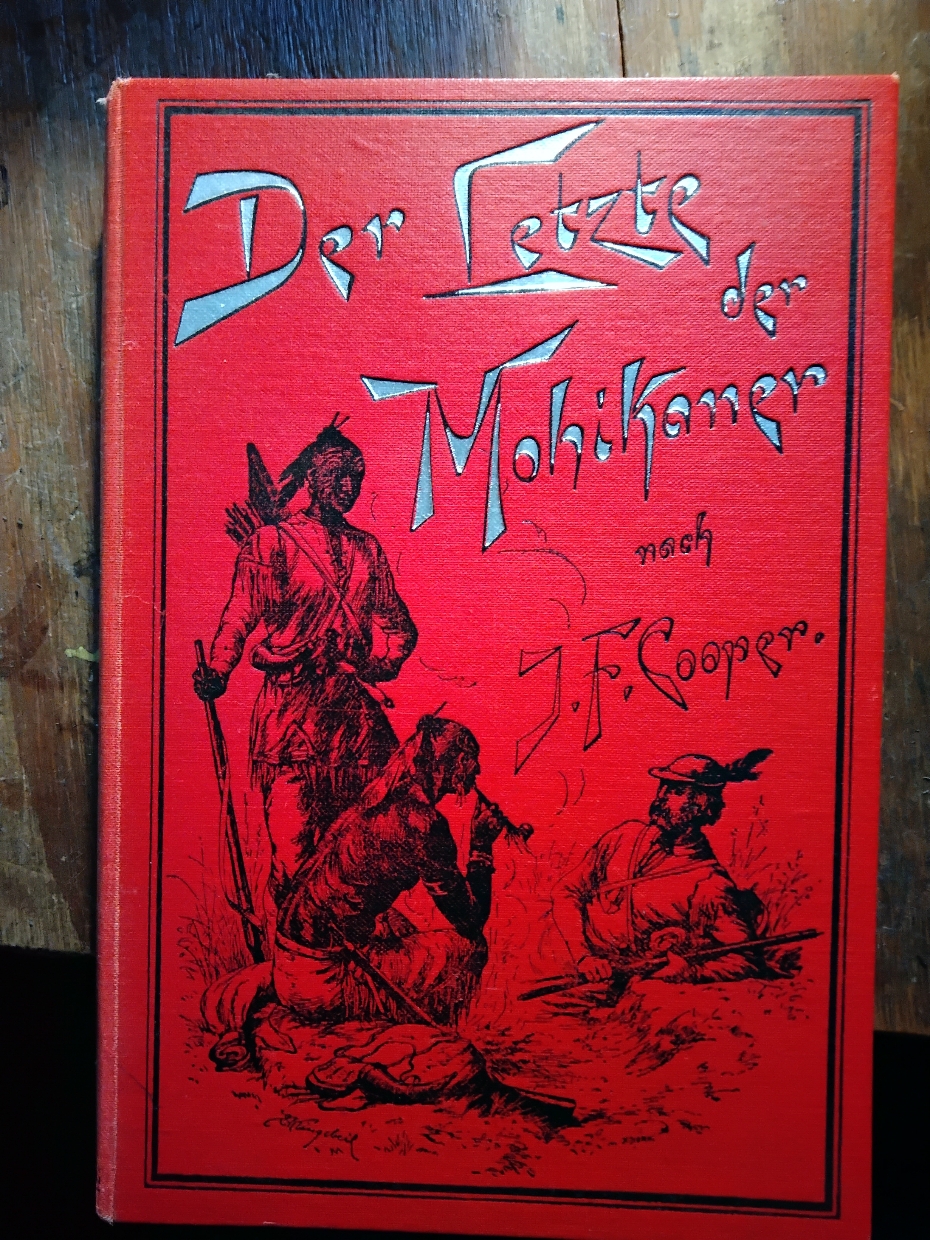 Der Letzte
der
Mohikaner
nach
J. F. Cooper.